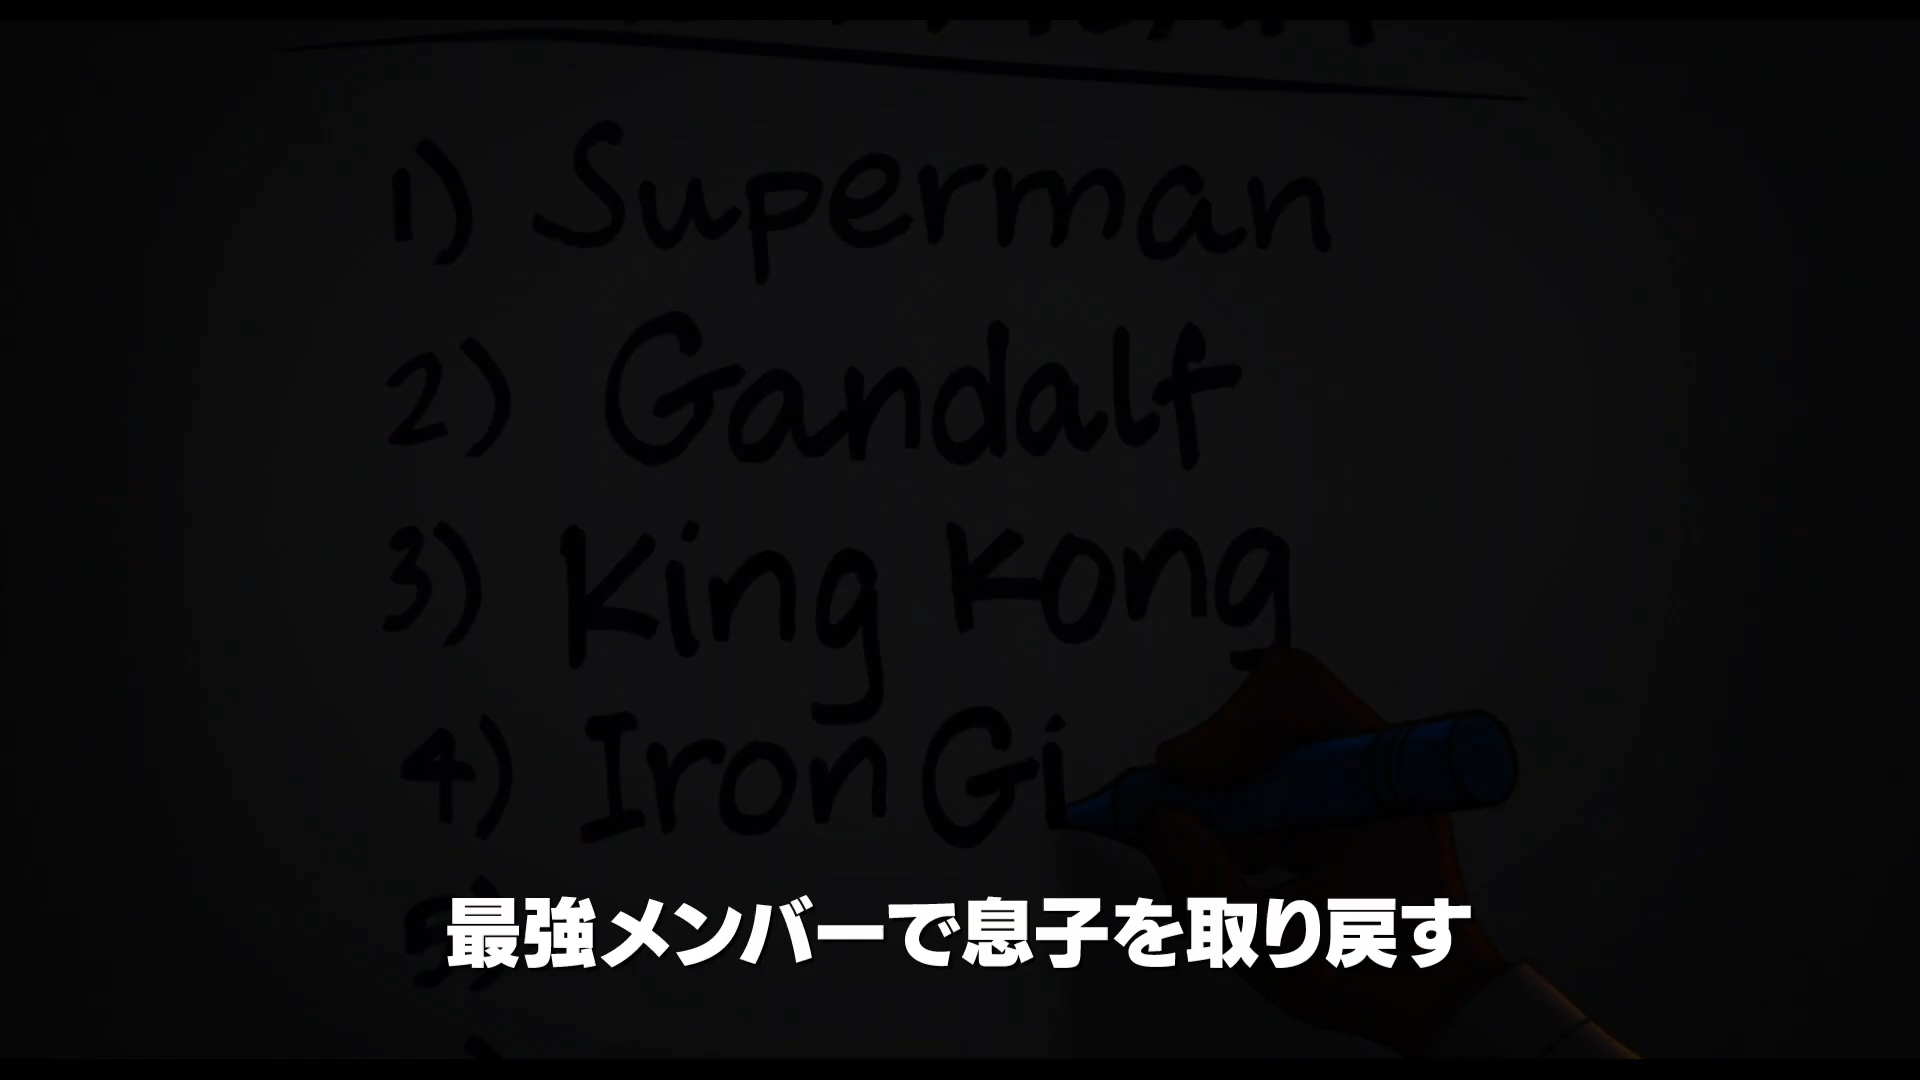 1) Superman
2) Gandalf
3) King Kong
4) Iron Gi
5)
最強メンバーで息子を取り戻す